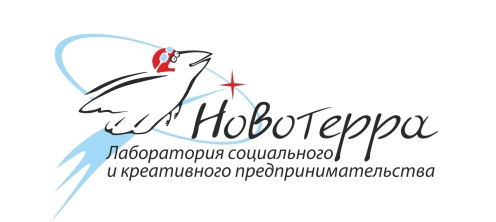 Новотерра
Лаборатория социального
и креативного предпринимательства